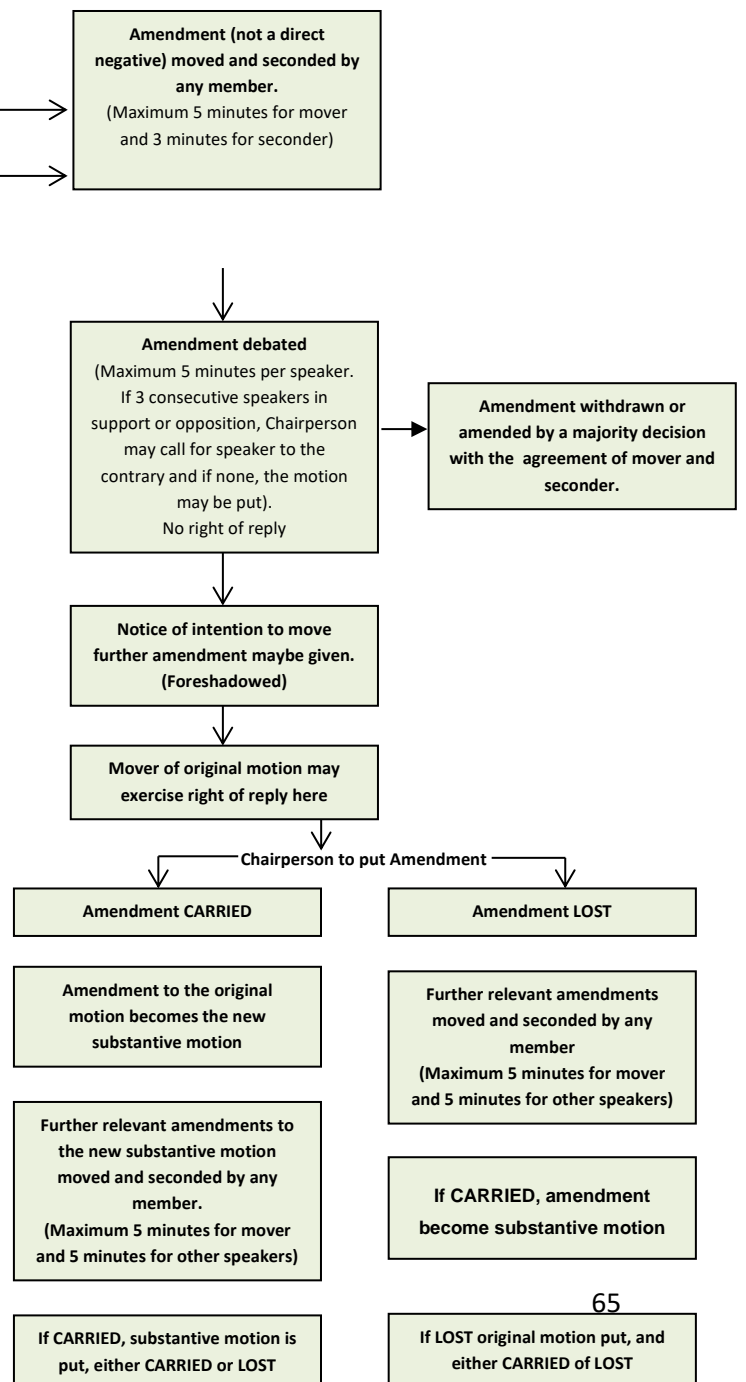 Amendment (not a direct
negative) moved and seconded by
any member.
(Maximum 5 minutes for mover
and 3 minutes for seconder)
Amendment debated
(Maximum 5 minutes per speaker.
If 3 consecutive speakers in
support or opposition, Chairperson
may call for speaker to the
contrary and if none, the motion
may be put).
No right of reply
Amendment withdrawn or
amended by a majority decision
with the  agreement of mover and
seconder.
Notice of intention to move
further amendment maybe given.
(Foreshadowed)
Mover of original motion may
exercise right of reply here
Chairperson to put Amendment
Amendment CARRIED
Amendment to the original
motion becomes the new
substantive motion
Further relevant amendments to
the new substantive motion
moved and seconded by any
member.
(Maximum 5 minutes for mover
and 5 minutes for other speakers)
If CARRIED, substantive motion is
put, either CARRIED or LOST
Amendment LOST
Further relevant amendments
moved and seconded by any
member
(Maximum 5 minutes for mover
and 5 minutes for other speakers)
If CARRIED, amendment
become substantive motion
65
If LOST original motion put, and
either CARRIED of LOST